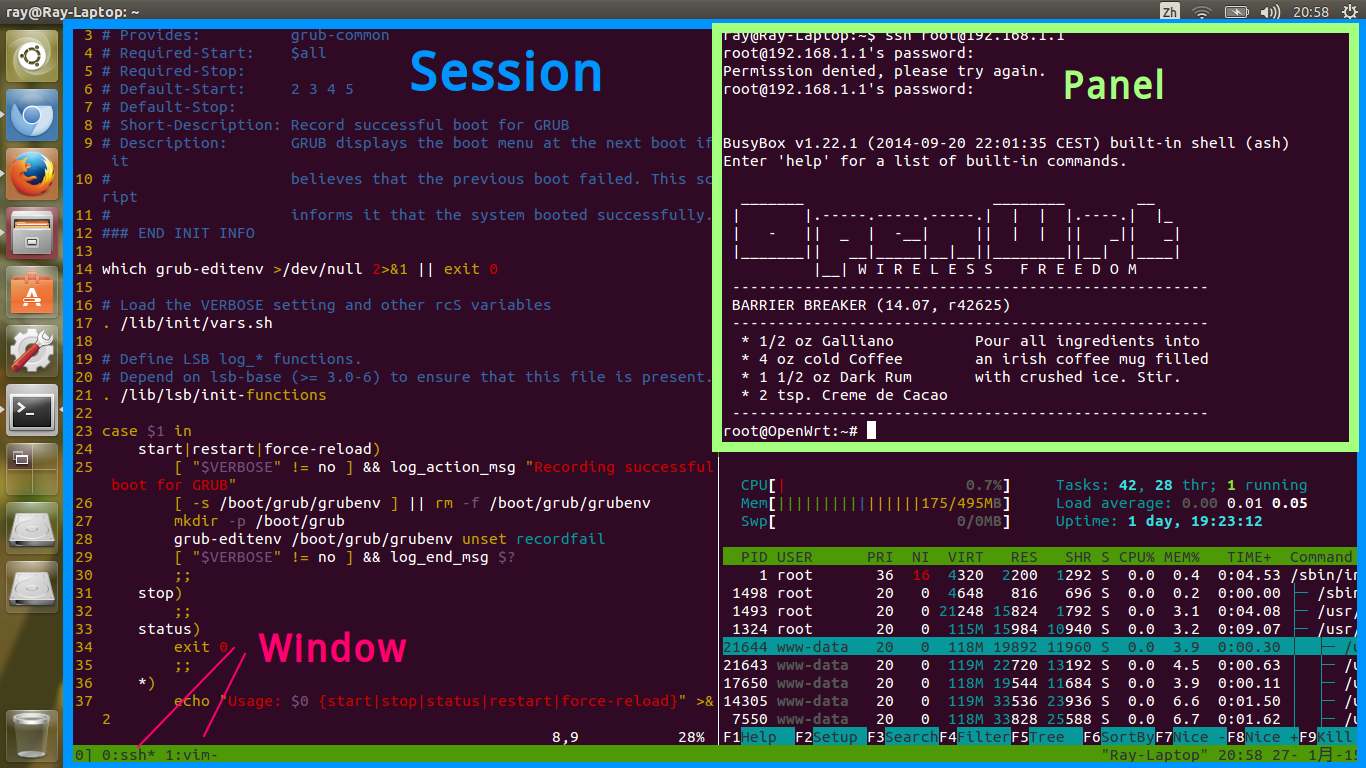 ray@Ray-Laptop: ~
Zh
20:58
Session
3 # Provides: grub-common
4 # Required-Start: $all
5 # Required-Stop:
6 # Default-Start: 2 3 4 5
7 # Default-Stop:
8 # Short-Description: Record successful boot for GRUB
9 # Description: GRUB displays the boot menu at the next boot if
it
10 # believes that the previous boot failed. This sc
ript
11 # informs it that the system booted successfully.
12 ### END INIT INFO
13
14 which grub-editenv >/dev/null 2>&1 || exit 0
15
16 # Load the VERBOSE setting and other rcS variables
17 . /lib/init/vars.sh
18
19 # Define LSB log_* functions.
20 # Depend on lsb-base (>= 3.0-6) to ensure that this file is present.
21 . /lib/lsb/init-functions
22
23 case $1 in
24 start|restart|force-reload)
25 [ "$VERBOSE" != no ] && log_action_msg "Recording successful
boot for GRUB"
26 [ -s /boot/grub/grubenv ] || rm -f /boot/grub/grubenv
27 mkdir -p /boot/grub
28 grub-editenv /boot/grub/grubenv unset recordfail
29 [ "$VERBOSE" != no ] && log_end_msg $?
30 ;;
31 stop)
32 ;;
33 status)
34 exit 0
35 ;;
36 *)
37 echo "Usage: $0 {start|stop|status|restart|force-reload}" >&
2
8,9 28%
Window
Panel
ray@Ray-Laptop:~$ ssh root@192.168.1.1
root@192.168.1.1's password:
Permission denied, please try again.
root@192.168.1.1's password:
BusyBox v1.22.1 (2014-09-20 22:01:35 CEST) built-in shell (ash)
Enter 'help' for a list of built-in commands.
OpenWrt
W I R E L E S S F R E E D O M
-----------------------------------------------------
BARRIER BREAKER (14.07, r42625)
-----------------------------------------------------
* 1/2 oz Galliano Pour all ingredients into
* 4 oz cold Coffee an irish coffee mug filled
* 1 1/2 oz Dark Rum with crushed ice. Stir.
* 2 tsp. Creme de Cacao
-----------------------------------------------------
root@OpenWrt:~#
CPU[| 0.7%] Tasks: 42, 28 thr; 1 running
Mem[||||||||||||||||175/495MB] Load average: 0.00 0.01 0.05
Swp[ 0/0MB] Uptime: 1 day, 19:23:12
PID USER PRI NI VIRT RES SHR S CPU% MEM% TIME+ Command
1 root 36 16 4320 2200 1292 S 0.0 0.4 0:04.53 /sbin/in
1498 root 20 0 4648 816 696 S 0.0 0.2 0:00.00 ├─ /sbin
1493 root 20 0 21248 15824 1792 S 0.0 3.1 0:04.08 ├─ /usr/
1324 root 20 0 115M 15984 10940 S 0.0 3.2 0:09.07 ├─ /usr/
21644 www-data 20 0 118M 19892 11960 S 0.0 3.9 0:00.30 │ ├─ /u
21643 www-data 20 0 119M 22720 13192 S 0.0 4.5 0:00.63 │ ├─ /u
17650 www-data 20 0 118M 19544 11684 S 0.0 3.9 0:00.11 │ ├─ /u
14305 www-data 20 0 119M 33536 23936 S 0.0 6.6 0:01.64 │ ├─ /u
7550 www-data 20 0 118M 33828 25588 S 0.0 6.7 0:01.62 │ ├─ /u
F1Help F2Setup F3SearchF4FilterF5Tree F6SortByF7Nice -F8Nice +F9Kill
0] 0:ssh* 1:vim- "Ray-Laptop" 20:58 27- 1月-15